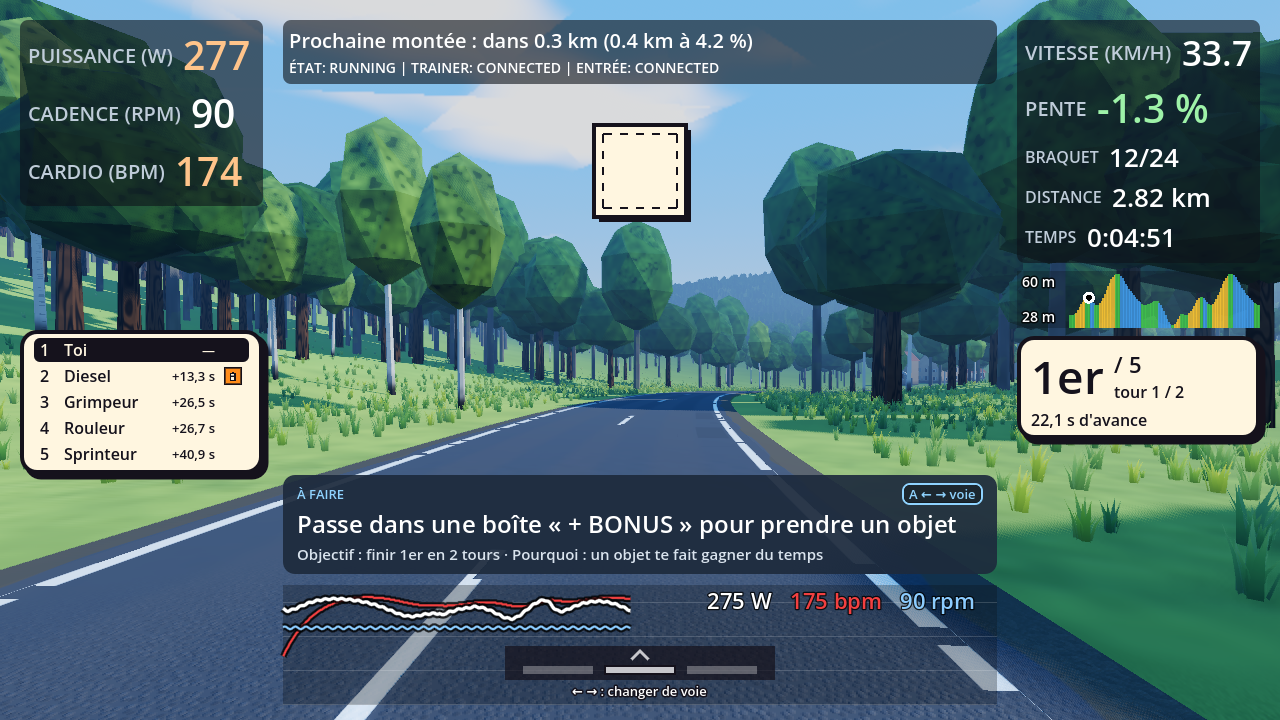 PUISSANCE (W) 277
CADENCE (RPM) 90
CARDIO (BPM) 174
Prochaine montée : dans 0.3 km (0.4 km à 4.2 %)
ÉTAT: RUNNING | TRAINER: CONNECTED | ENTRÉE: CONNECTED
VITESSE (KM/H) 33.7
PENTE -1.3 %
BRAQUET 12/24
DISTANCE 2.82 km
TEMPS 0:04:51
60 m
28 m
1 Toi —
2 Diesel +13,3 s
3 Grimpeur +26,5 s
4 Rouleur +26,7 s
5 Sprinteur +40,9 s
1er / 5
tour 1 / 2
22,1 s d'avance
À FAIRE
A ← → voie
Passe dans une boîte « + BONUS » pour prendre un objet
Objectif : finir 1er en 2 tours · Pourquoi : un objet te fait gagner du temps
275 W 175 bpm 90 rpm
← → : changer de voie